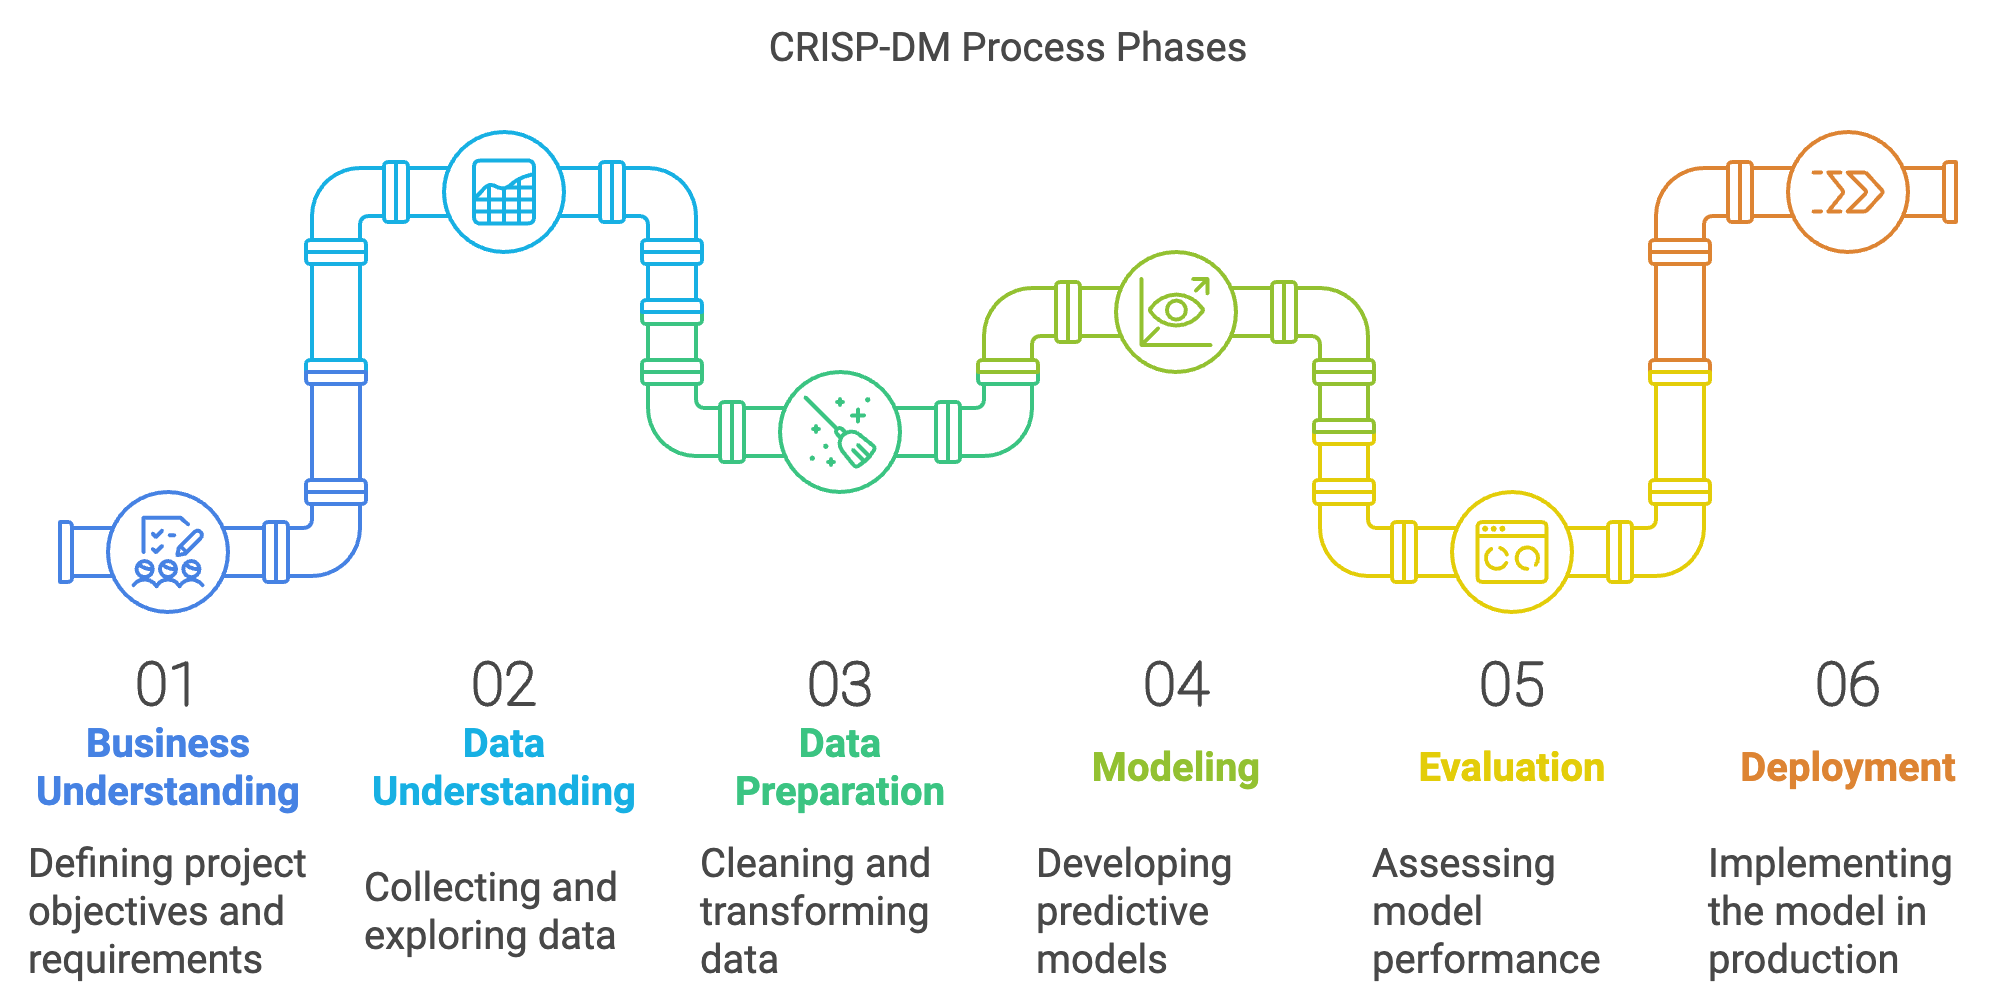 CRISP-DM Process Phases
01
Business
Understanding
Defining project
objectives and
requirements
02
Data
Understanding
Collecting and
exploring data
03
Data
Preparation
Cleaning and
transforming
data
04
Modeling
Developing
predictive
models
05
Evaluation
Assessing
model
performance
06
Deployment
Implementing
the model in
production